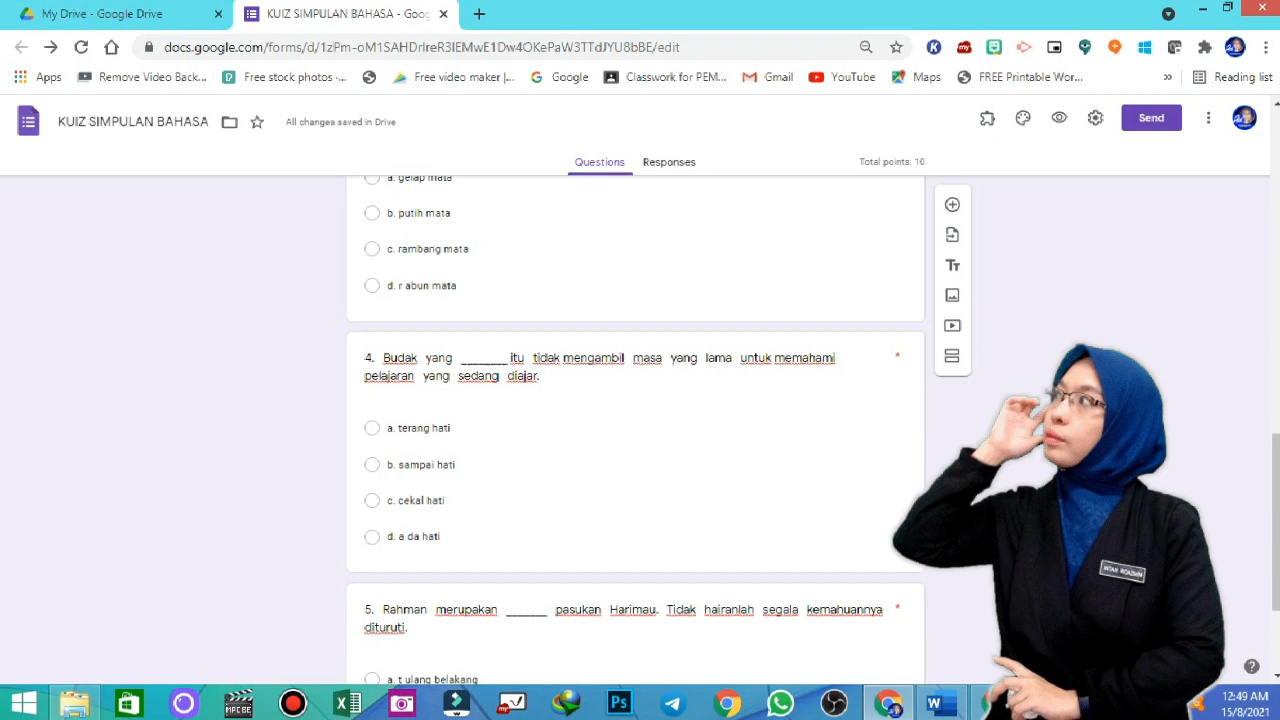 My Drive - Google Drive
KUIZ SIMPULAN BAHASA - Goog
docs.google.com/forms/d/1zPm-oM1SAHDrIreR3IEMwE1Dw4OKePaW3TTdJYU8bBE/edit
Apps
Remove Video Back...
Free stock photos ·...
Free video maker |...
Google
Classwork for PEM...
Gmail
YouTube
Maps
FREE Printable Wor...
»
Reading list
KUIZ SIMPULAN BAHASA
All changes saved in Drive
Send
Questions
Responses
Total points: 10
a. gelap mata
b. putih mata
c. rambang mata
d. r abun mata
4. Budak yang ________ itu tidak mengambil masa yang lama untuk memahami
pelajaran yang sedang diajar.
*
a. terang hati
b. sampai hati
c. cekal hati
d. a da hati
5. Rahman merupakan _______ pasukan Harimau. Tidak hairanlah segala kemahuannya
dituruti.
*
a. t ulang belakang
12:49 AM
15/8/2021